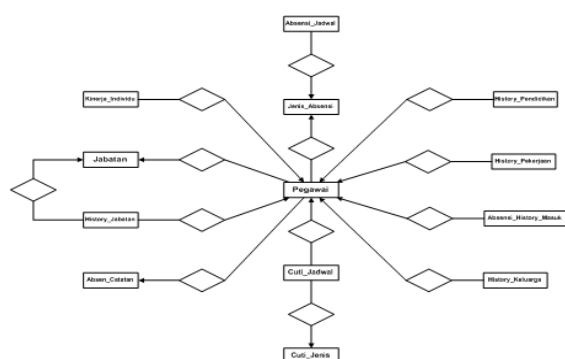 Absensi_Jadwal
Kinerja_Individu
Jenis_Absensi
History_Pendidikan
Jabatan
History_Pekerjaan
Pegawai
History_Jabatan
Absensi_History_Masuk
Absen_Catatan
Cuti_Jadwal
History_Keluarga
Cuti_Jenis